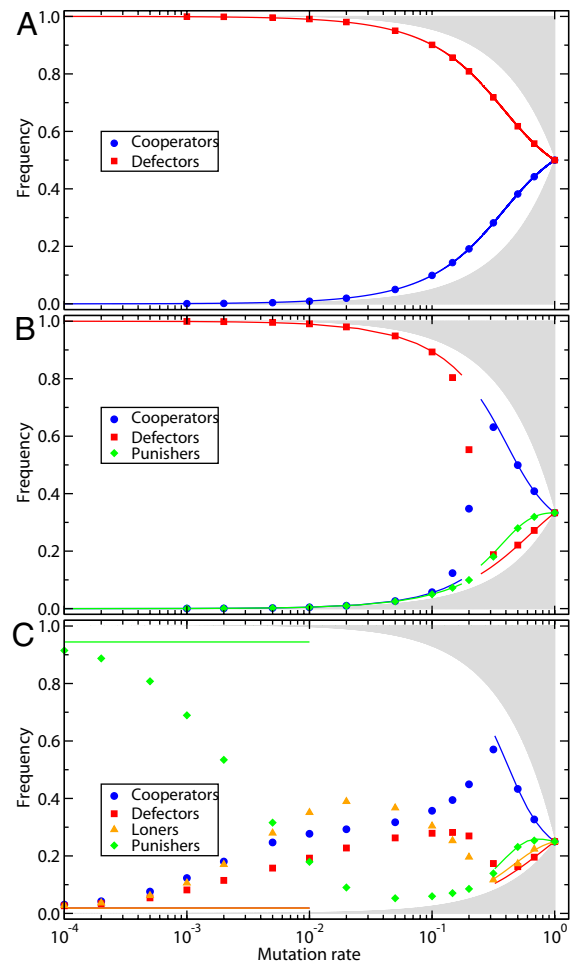 A
1.0
0.8
0.6
0.4
0.2
0.0
Frequency
Cooperators
Defectors
B
1.0
0.8
0.6
0.4
0.2
0.0
Frequency
Cooperators
Defectors
Punishers
C
1.0
0.8
0.6
0.4
0.2
0.0
Frequency
Cooperators
Defectors
Loners
Punishers
10⁻⁴ 10⁻³ 10⁻² 10⁻¹ 10⁰
Mutation rate